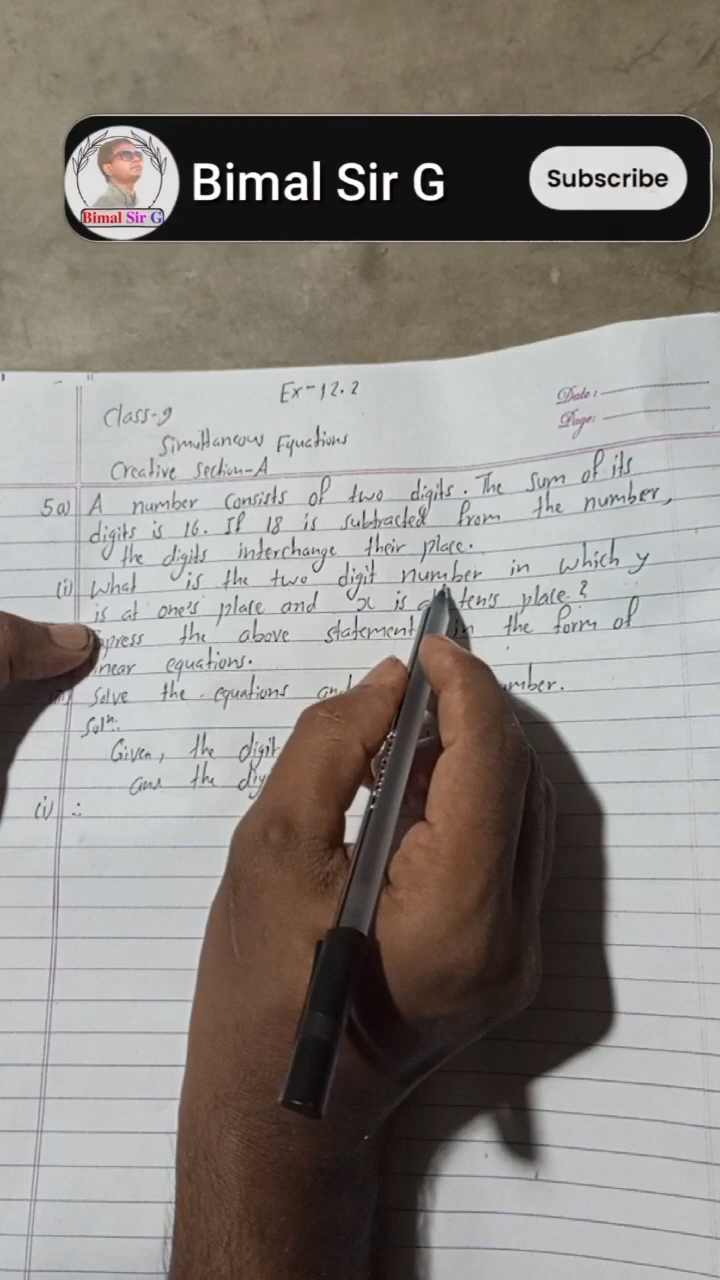 Bimal Sir G
Bimal Sir G
Subscribe
Ex-12.2
Date:
Page:
Class-9
Simultaneous Equations
Creative Section-A
5a) A number consists of two digits. The sum of its
digits is 16. If 18 is subtracted from the number,
the digits interchange their place.
(i) What is the two digit number in which y
is at one's place and x is at ten's place?
the above statement in the form of
equations.
Solve the equations and
Solⁿ:
Given, the digit
and the
(i) ∴